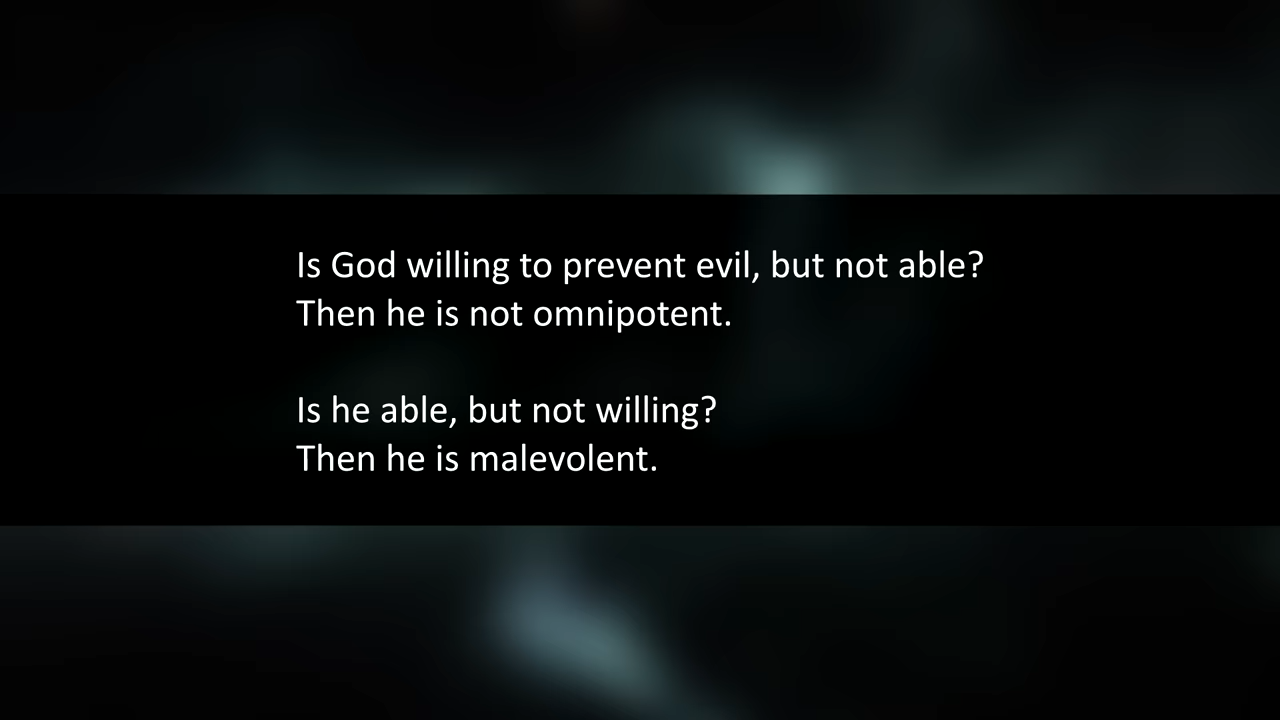 Is God willing to prevent evil, but not able?
Then he is not omnipotent.
Is he able, but not willing?
Then he is malevolent.